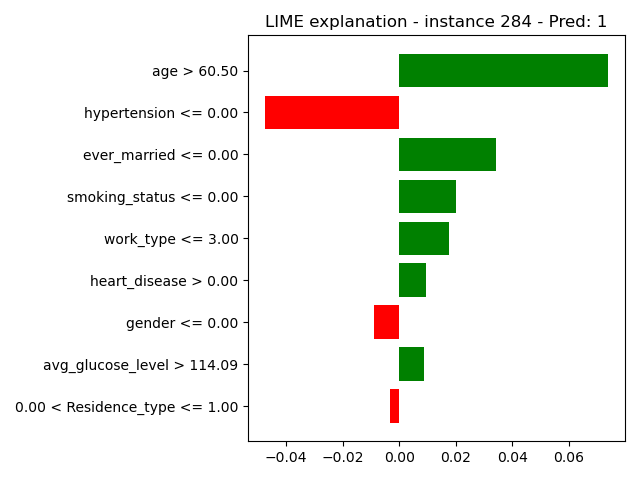 LIME explanation - instance 284 - Pred: 1
age > 60.50
hypertension <= 0.00
ever_married <= 0.00
smoking_status <= 0.00
work_type <= 3.00
heart_disease > 0.00
gender <= 0.00
avg_glucose_level > 114.09
0.00 < Residence_type <= 1.00
−0.04 −0.02 0.00 0.02 0.04 0.06